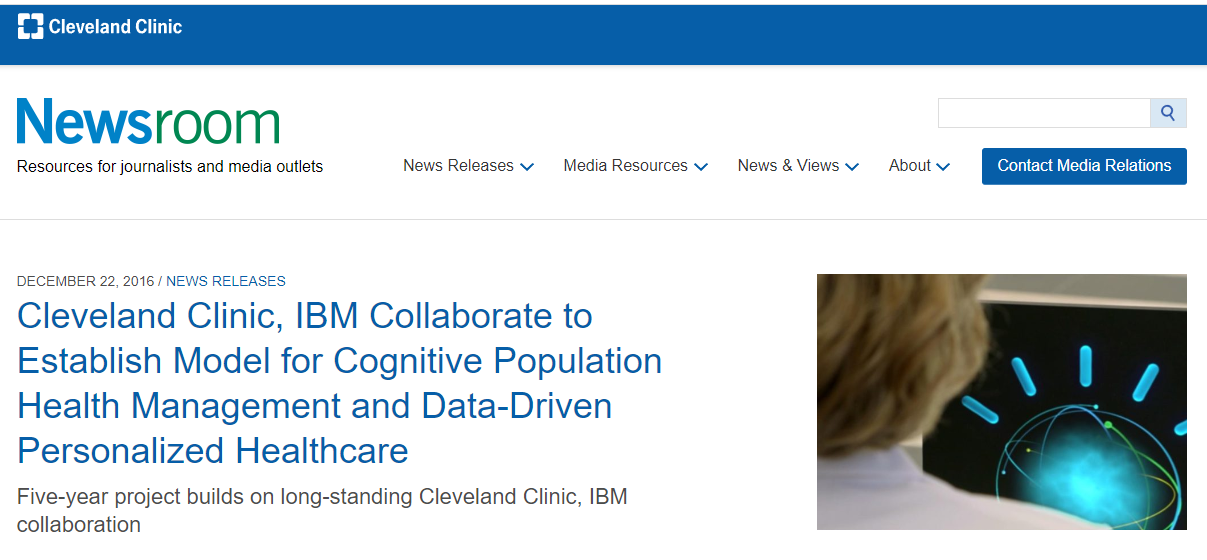 Cleveland Clinic
Newsroom
Resources for journalists and media outlets
News Releases
Media Resources
News & Views
About
Contact Media Relations
DECEMBER 22, 2016 / NEWS RELEASES
Cleveland Clinic, IBM Collaborate to
Establish Model for Cognitive Population
Health Management and Data-Driven
Personalized Healthcare
Five-year project builds on long-standing Cleveland Clinic, IBM
collaboration